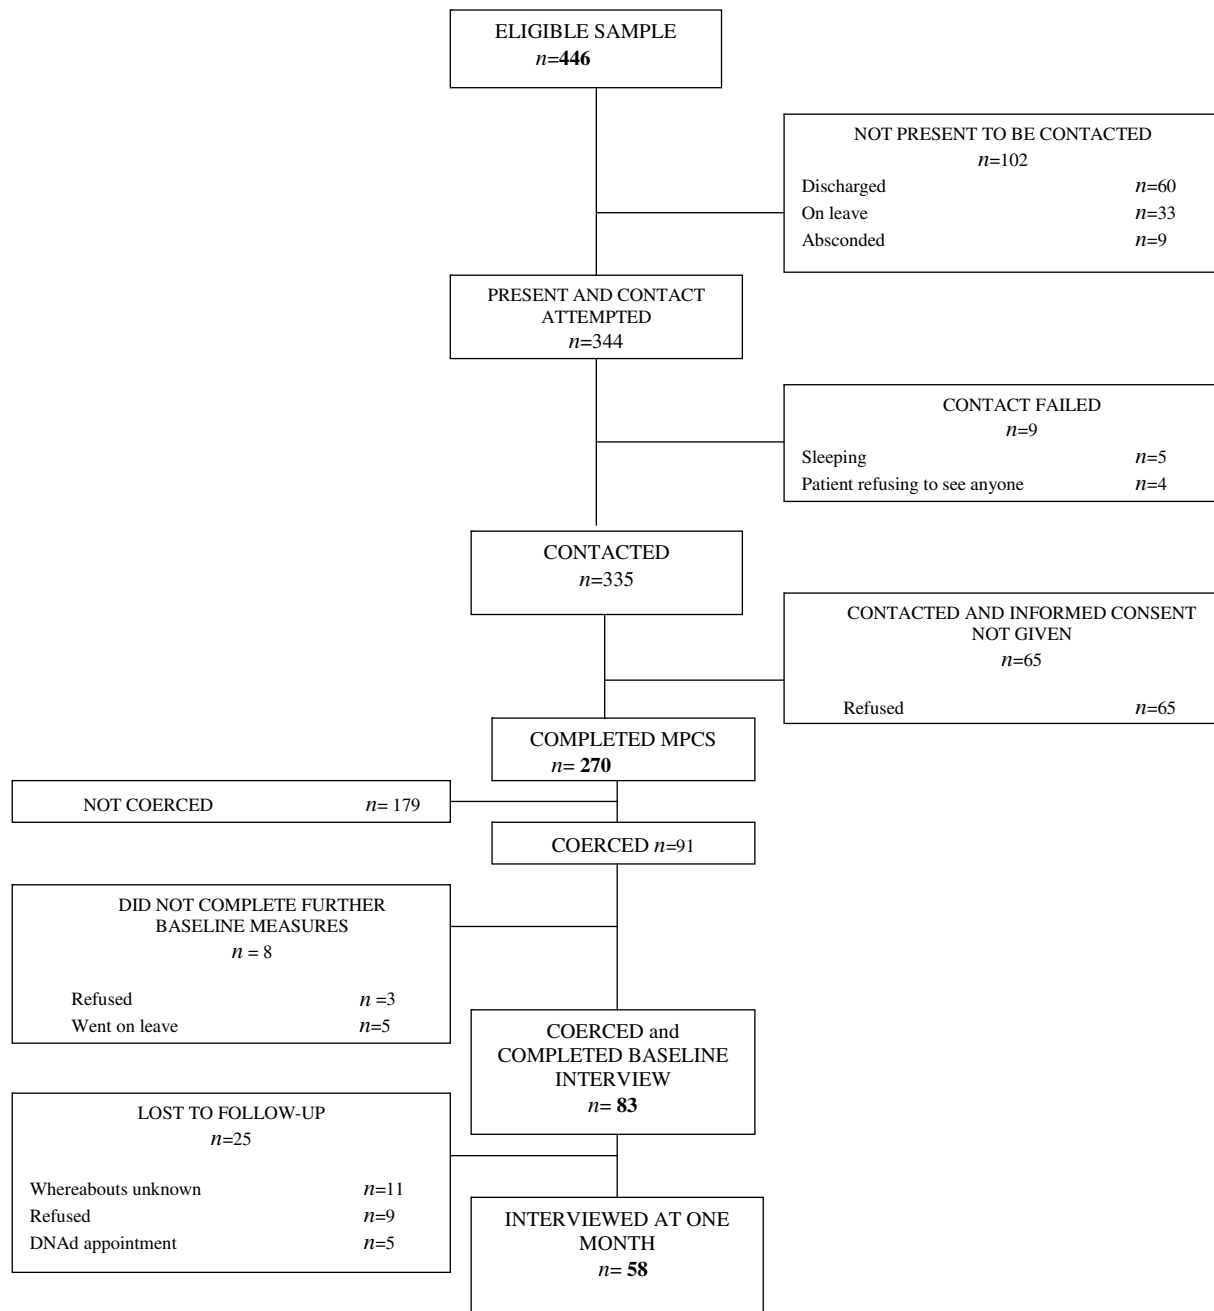 ELIGIBLE SAMPLE
n=446
NOT PRESENT TO BE CONTACTED
n=102
Discharged n=60
On leave n=33
Absconded n=9
PRESENT AND CONTACT
ATTEMPTED
n=344
CONTACT FAILED
n=9
Sleeping n=5
Patient refusing to see anyone n=4
CONTACTED
n=335
CONTACTED AND INFORMED CONSENT
NOT GIVEN
n=65
Refused n=65
COMPLETED MPCS
n= 270
NOT COERCED n= 179
COERCED n=91
DID NOT COMPLETE FURTHER
BASELINE MEASURES
n = 8
Refused n =3
Went on leave n=5
COERCED and
COMPLETED BASELINE
INTERVIEW
n= 83
LOST TO FOLLOW-UP
n=25
Whereabouts unknown n=11
Refused n=9
DNAd appointment n=5
INTERVIEWED AT ONE
MONTH
n= 58